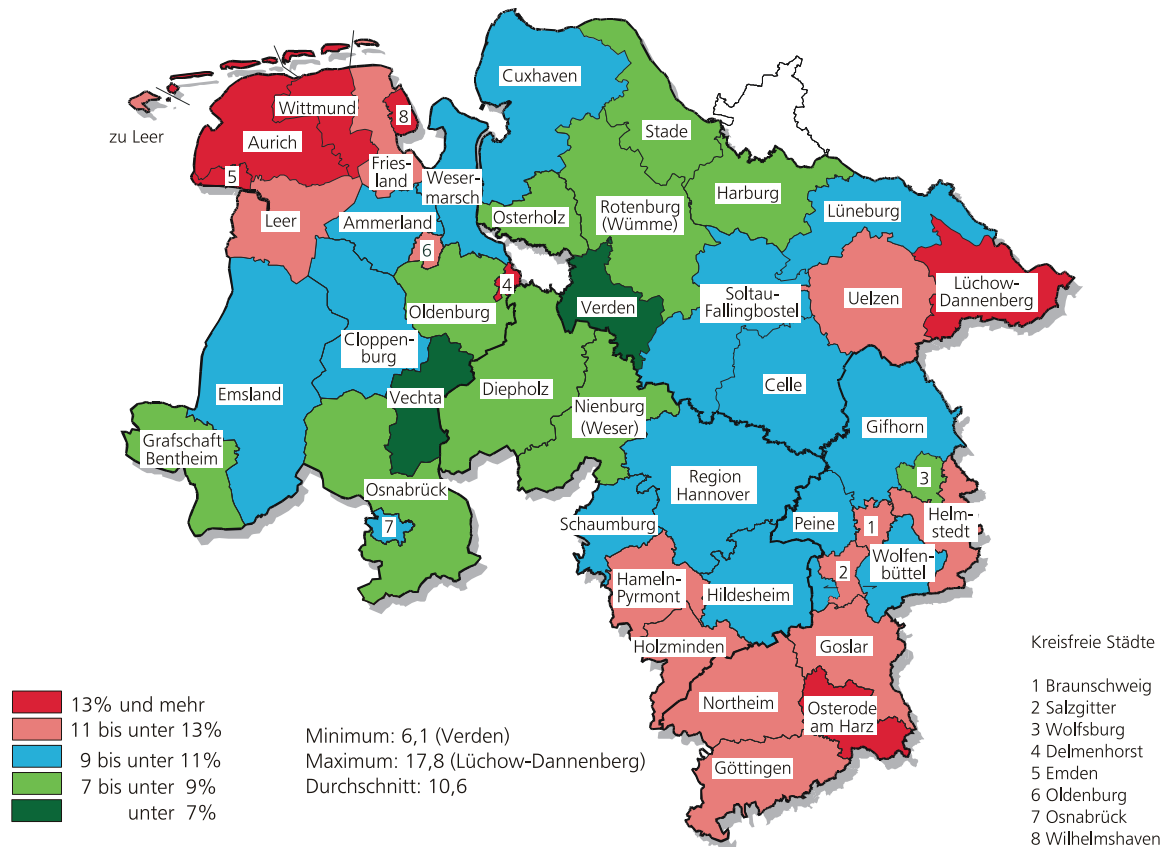 zu Leer
Wittmund
Aurich
8
5
Fries-
land
Leer
Cuxhaven
Weser-
marsch
Ammerland
6
Stade
Harburg
Osterholz
Rotenburg
(Wümme)
Lüneburg
4
Oldenburg
Verden
Soltau-
Fallingbostel
Uelzen
Lüchow-
Dannenberg
Cloppen-
burg
Emsland
Vechta
Diepholz
Celle
Nienburg
(Weser)
Gifhorn
Grafschaft
Bentheim
Osnabrück
7
Region
Hannover
3
Schaumburg
Peine
1
Helm-
stedt
Hameln-
Pyrmont
Hildesheim
2
Wolfen-
büttel
Holzminden
Goslar
Northeim
Osterode
am Harz
Göttingen
13% und mehr
11 bis unter 13%
9 bis unter 11%
7 bis unter 9%
unter 7%
Minimum: 6,1 (Verden)
Maximum: 17,8 (Lüchow-Dannenberg)
Durchschnitt: 10,6
Kreisfreie Städte
1 Braunschweig
2 Salzgitter
3 Wolfsburg
4 Delmenhorst
5 Emden
6 Oldenburg
7 Osnabrück
8 Wilhelmshaven